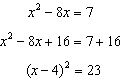 x² − 8x = 7
x² − 8x + 16 = 7 + 16
(x − 4)² = 23